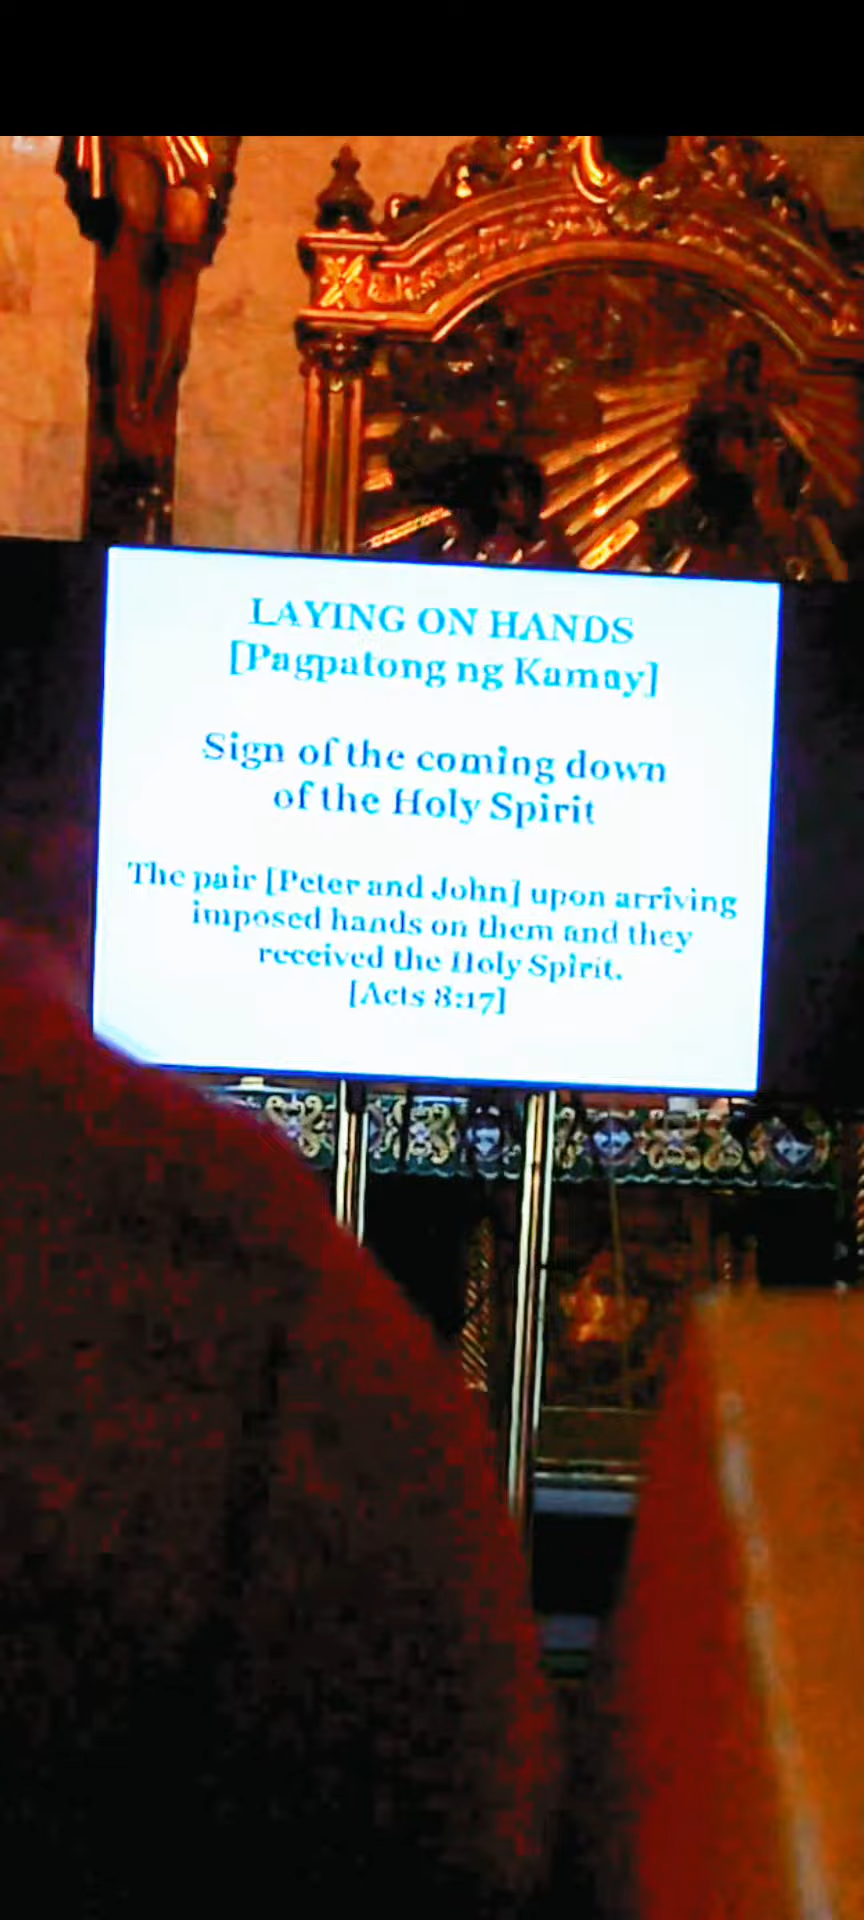 LAYING ON HANDS
[Pagpatong ng Kamay]
Sign of the coming down
of the Holy Spirit
The pair [Peter and John] upon arriving
imposed hands on them and they
received the Holy Spirit.
[Acts 8:17]